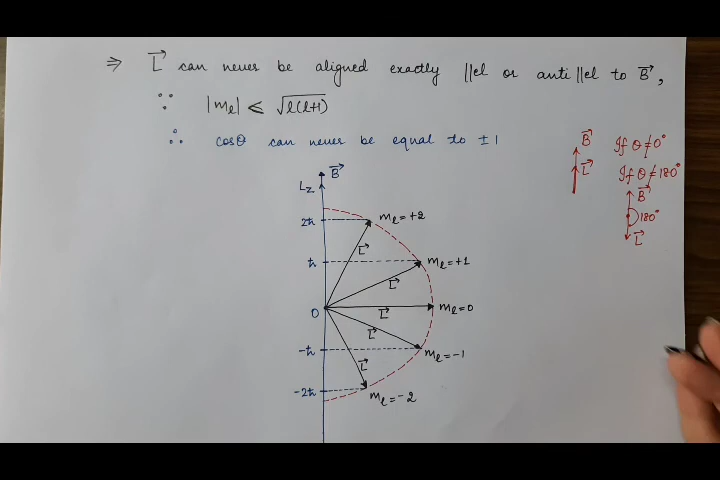 ⇒ L⃗ can never be aligned exactly ||el or anti ||el to B⃗,
∵ |mℓ| ⩽ √ℓ(ℓ+1)
∴ cosθ can never be equal to ±1
B⃗ If θ≠0°
L⃗ If θ≠180°
B⃗
180°
L⃗
B⃗
Lz
2ħ mℓ=+2
L⃗
ħ mℓ=+1
L⃗
0 mℓ=0
L⃗
L⃗
-ħ mℓ=-1
L⃗
-2ħ mℓ=-2